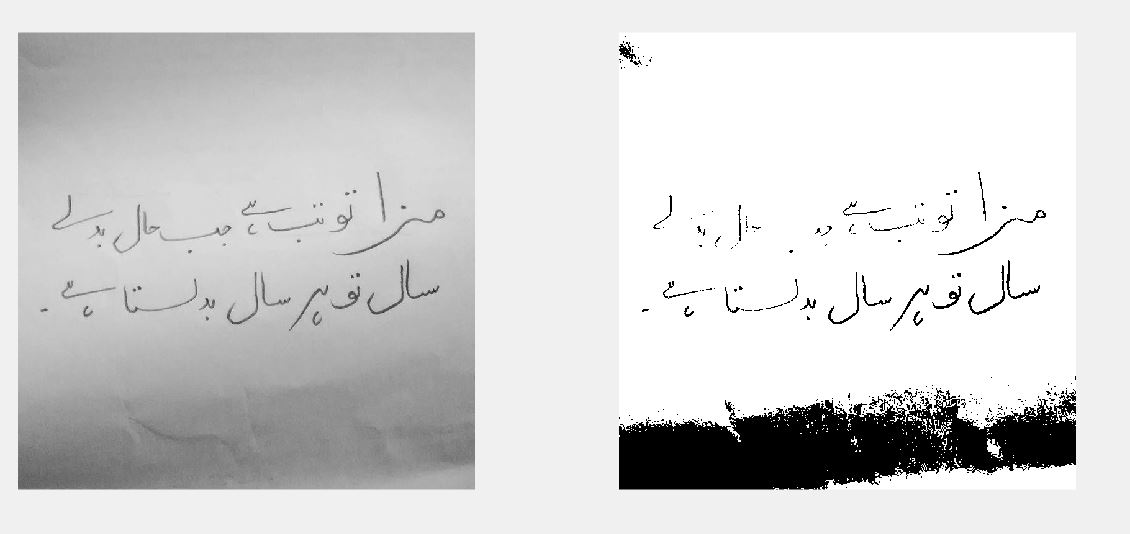 مزا تو تب ہے جب حال بدلے
سال تو ہر سال بدلتا ہے۔
مزا تو تب ہے جب حال بدلے
سال تو ہر سال بدلتا ہے۔